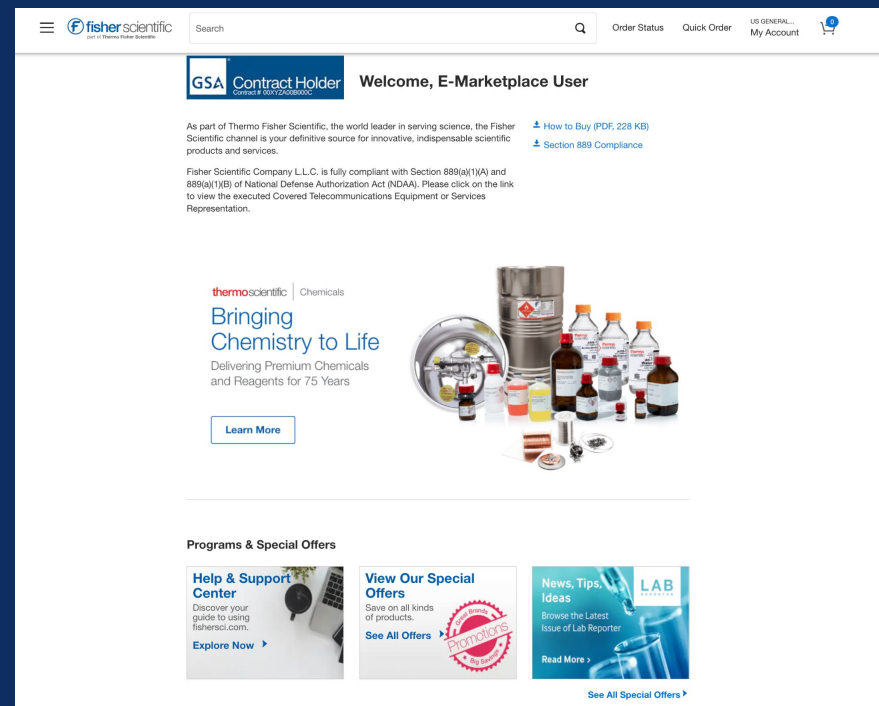 fisher scientific
part of Thermo Fisher Scientific
Search
Order Status
Quick Order
US GENERAL...
My Account
0
GSA Contract Holder
Contract # 00XYZA00B000C
Welcome, E-Marketplace User
As part of Thermo Fisher Scientific, the world leader in serving science, the Fisher
Scientific channel is your definitive source for innovative, indispensable scientific
products and services.
Fisher Scientific Company L.L.C. is fully compliant with Section 889(a)(1)(A) and
889(a)(1)(B) of National Defense Authorization Act (NDAA). Please click on the link
to view the executed Covered Telecommunications Equipment or Services
Representation.
How to Buy (PDF, 228 KB)
Section 889 Compliance
thermoscientific | Chemicals
Bringing
Chemistry to Life
Delivering Premium Chemicals
and Reagents for 75 Years
Learn More
Programs & Special Offers
Help & Support
Center
Discover your
guide to using
fishersci.com.
Explore Now
View Our Special
Offers
Save on all kinds
of products.
See All Offers
Great Brands
Promotions
Big Savings
News, Tips,
Ideas
LAB
REPORTER
Browse the Latest
Issue of Lab Reporter
Read More >
See All Special Offers